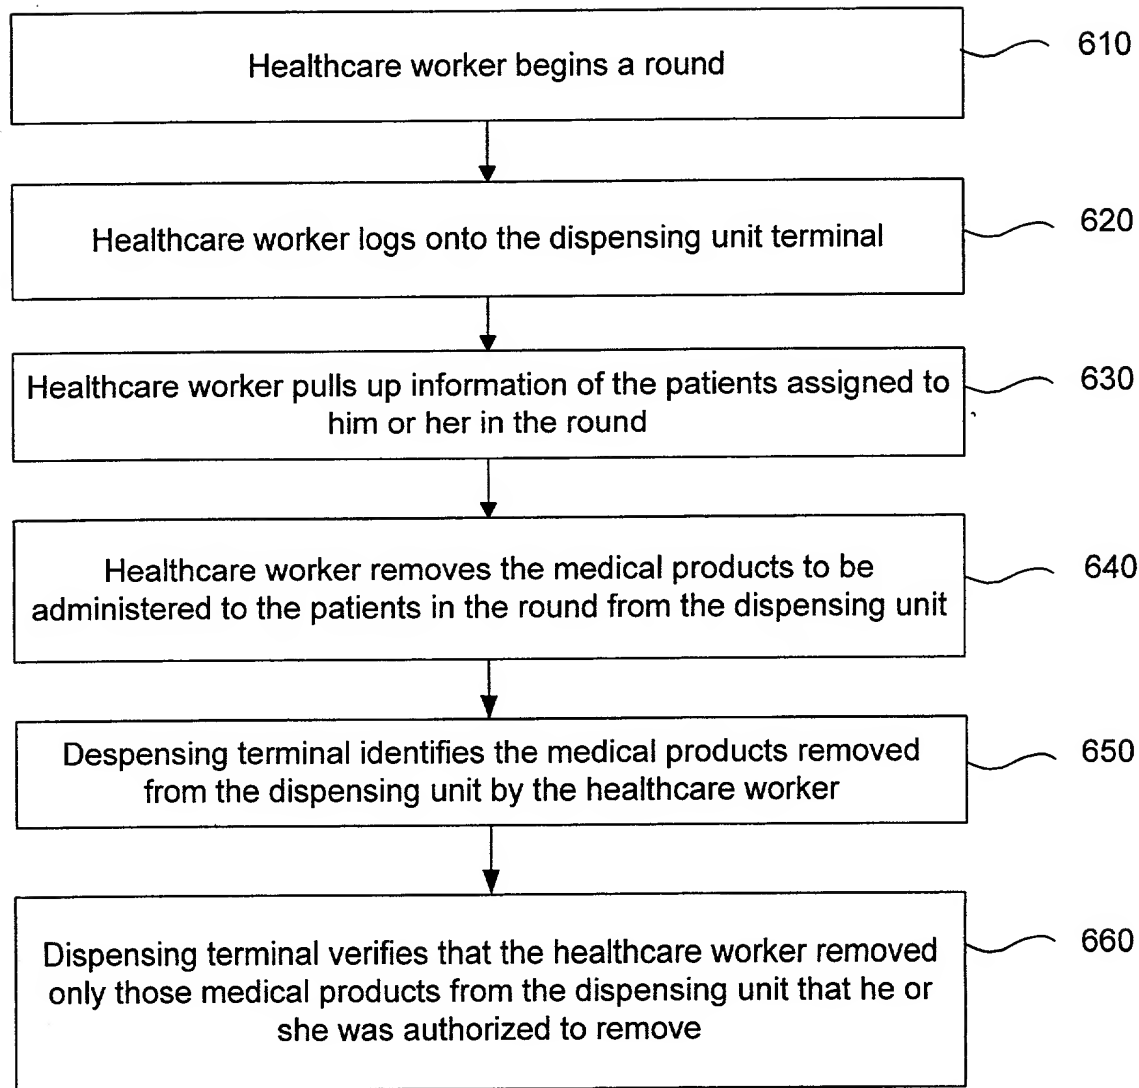 Healthcare worker begins a round
610
Healthcare worker logs onto the dispensing unit terminal
620
Healthcare worker pulls up information of the patients assigned to
him or her in the round
630
Healthcare worker removes the medical products to be
administered to the patients in the round from the dispensing unit
640
Despensing terminal identifies the medical products removed
from the dispensing unit by the healthcare worker
650
Dispensing terminal verifies that the healthcare worker removed
only those medical products from the dispensing unit that he or
she was authorized to remove
660